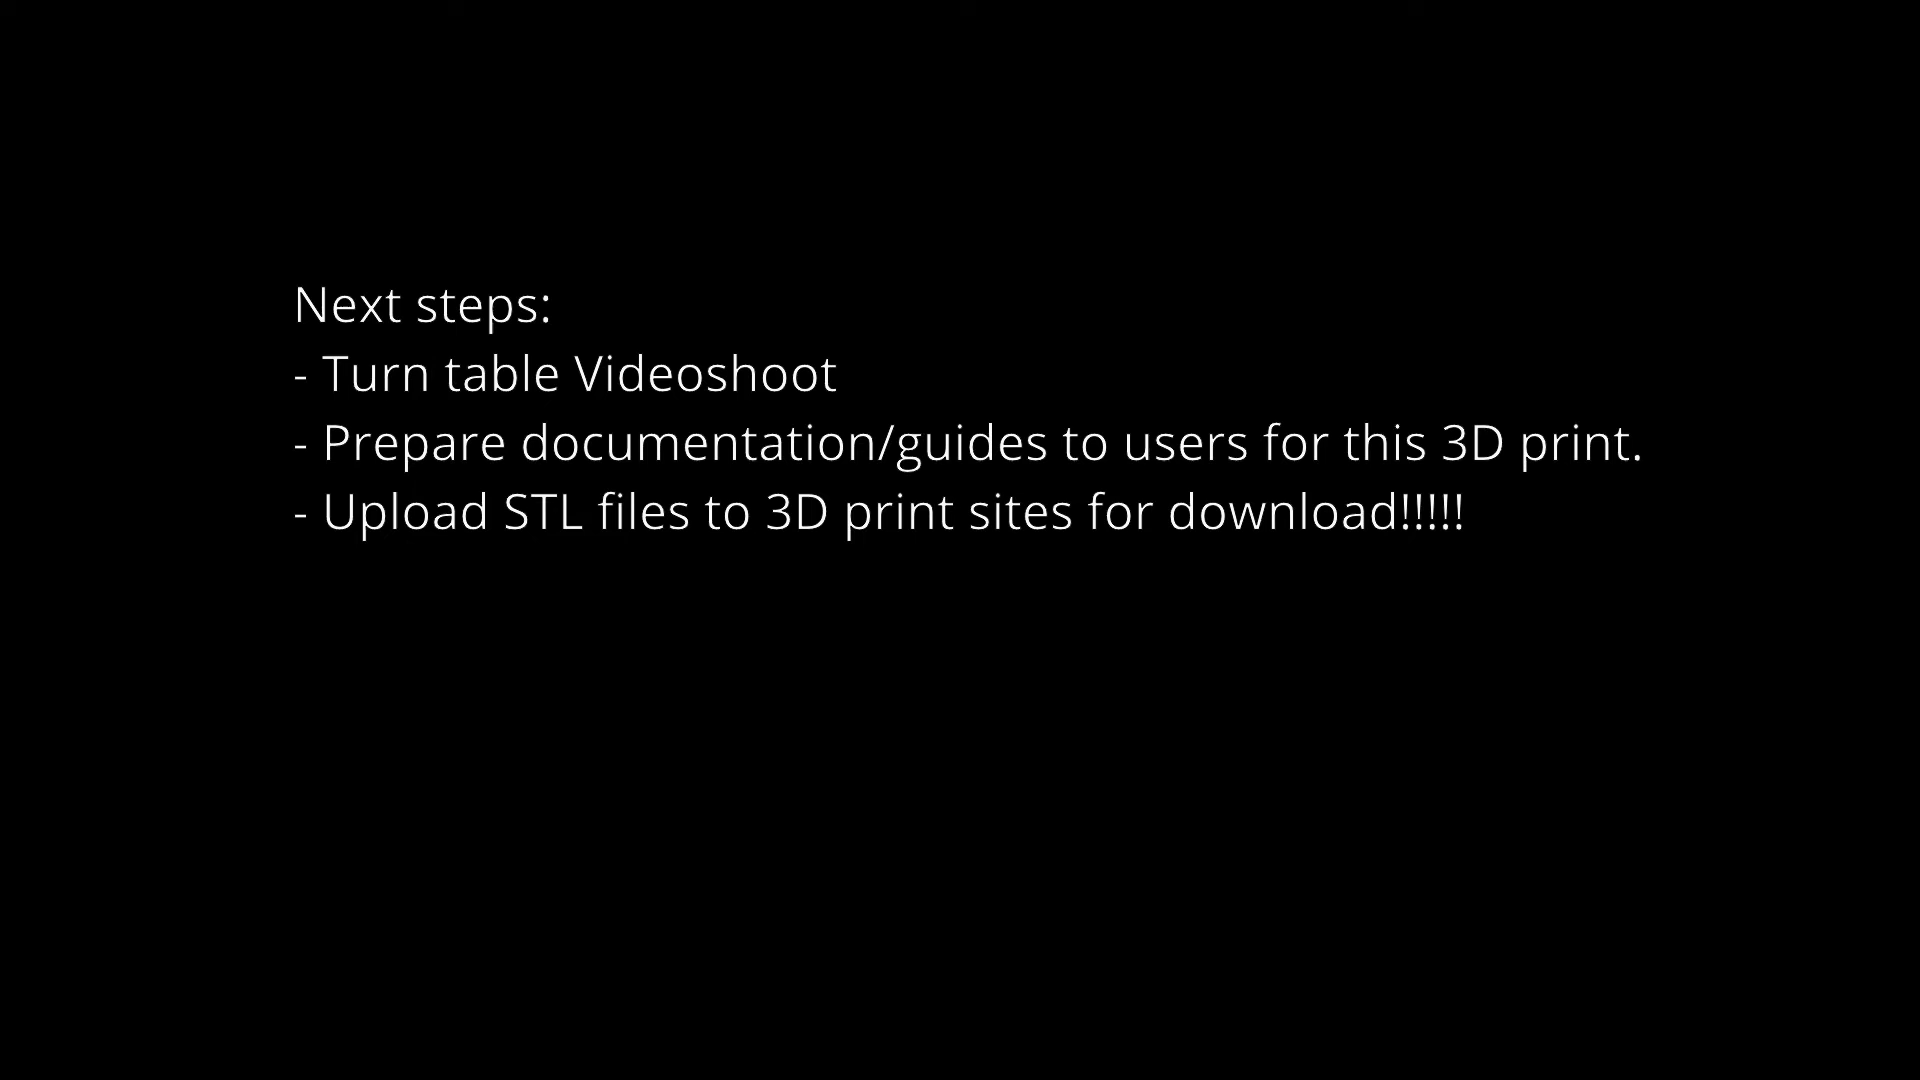 Next steps:
- Turn table Videoshoot
- Prepare documentation/guides to users for this 3D print.
- Upload STL files to 3D print sites for download!!!!!